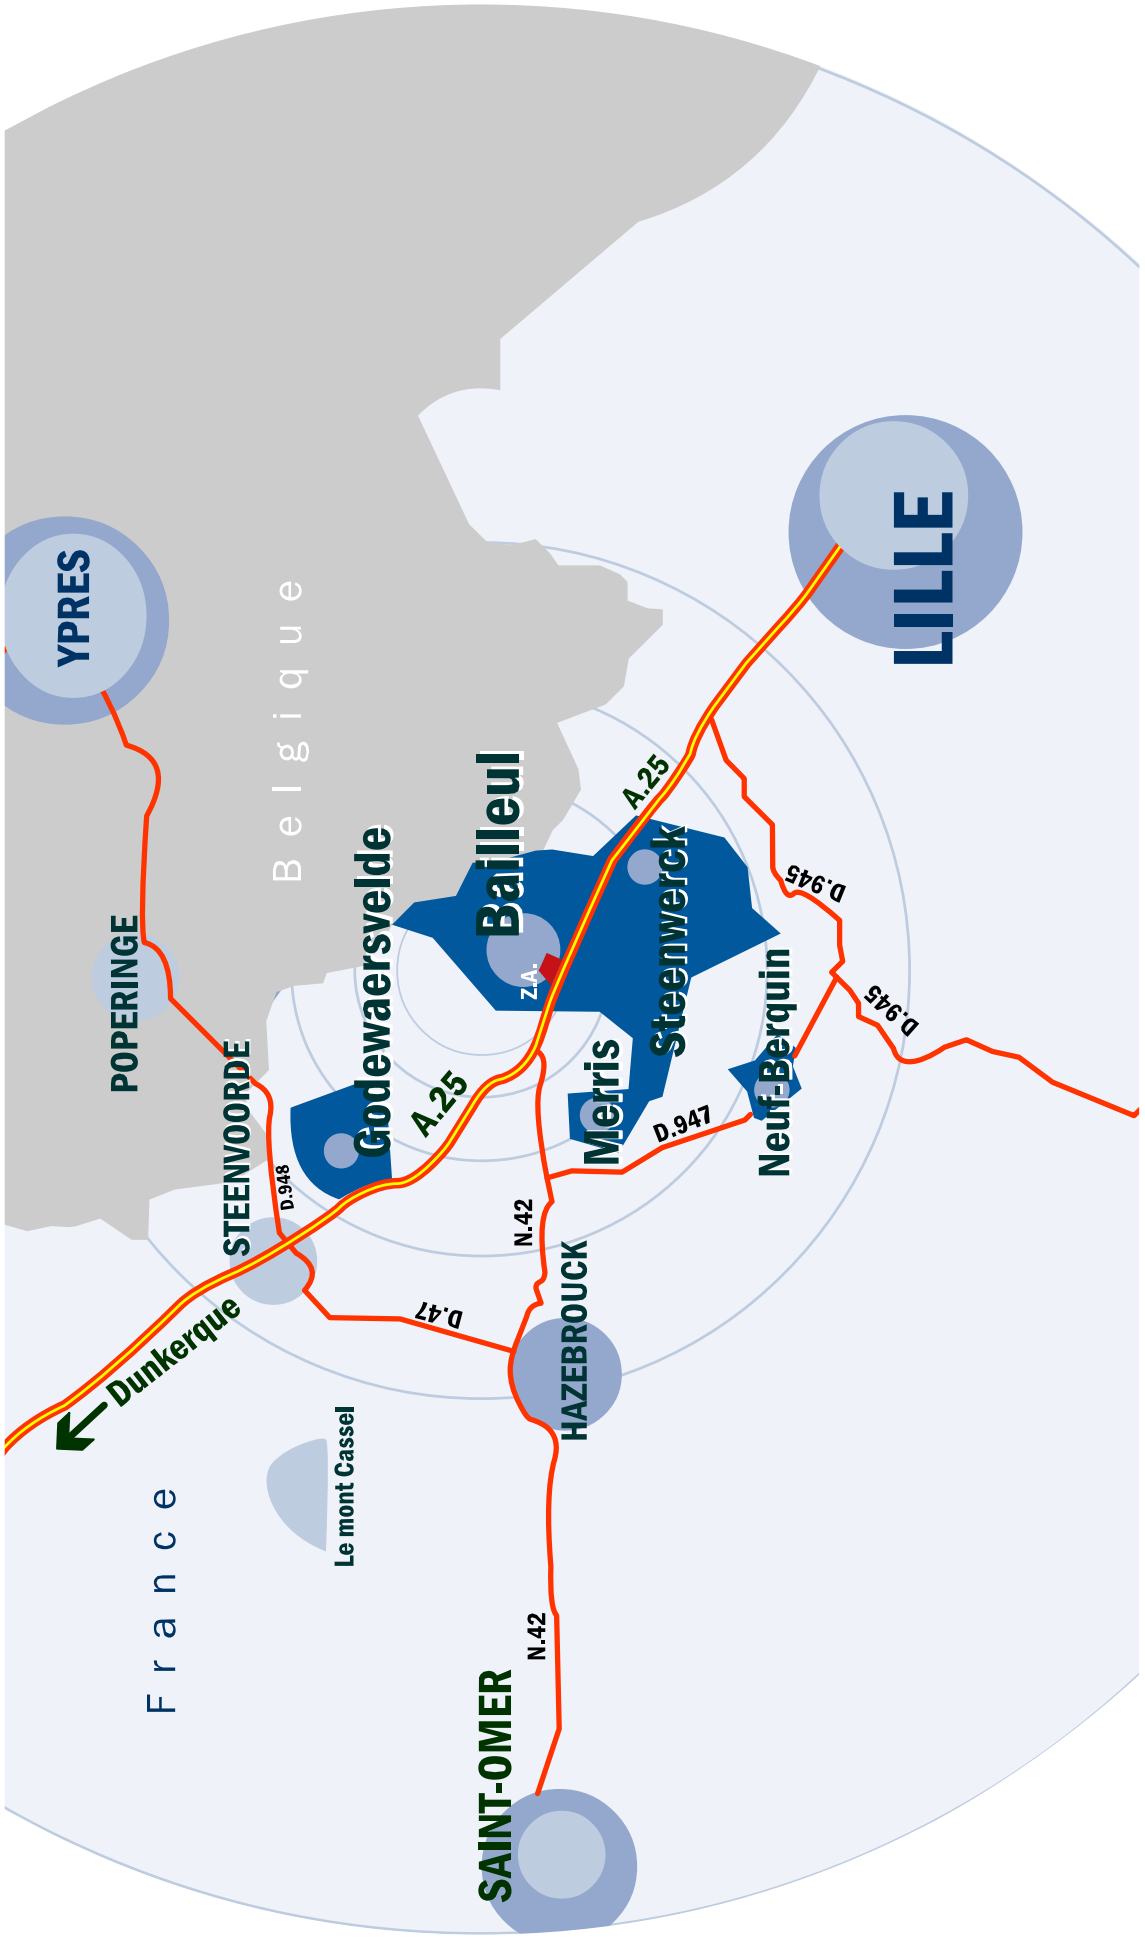 YPRES
POPERINGE
France
Dunkerque
STEENVOORDE
D.948
Belgique
Le mont Cassel
Godewaersvelde
D.47
A.25
SAINT-OMER
Bailleul
N.42
Z.A.
N.42
HAZEBROUCK
Merris
A.25
Steenwerck
D.947
Neuf-Berquin
D.945
D.945
LILLE